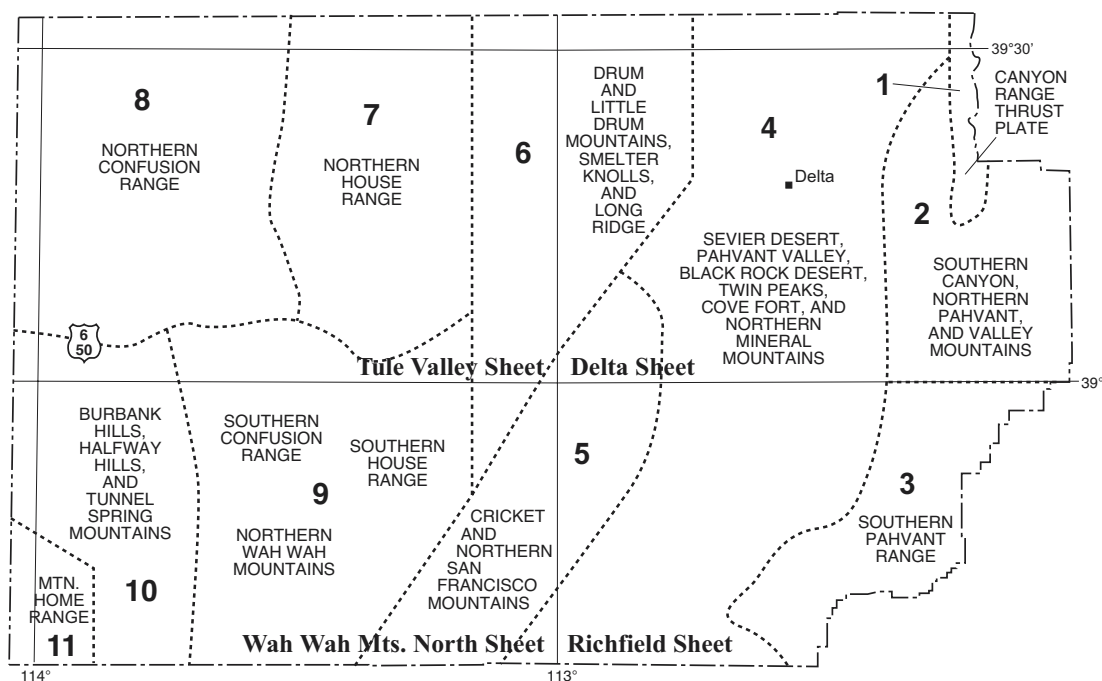 39°30'
8
NORTHERN
CONFUSION
RANGE
7
NORTHERN
HOUSE
RANGE
6
DRUM
AND
LITTLE
DRUM
MOUNTAINS,
SMELTER
KNOLLS,
AND
LONG
RIDGE
4
Delta
SEVIER DESERT,
PAHVANT VALLEY,
BLACK ROCK DESERT,
TWIN PEAKS,
COVE FORT, AND
NORTHERN
MINERAL
MOUNTAINS
1
CANYON
RANGE
THRUST
PLATE
2
SOUTHERN
CANYON,
NORTHERN
PAHVANT,
AND VALLEY
MOUNTAINS
6
50
Tule Valley Sheet
Delta Sheet
39°
BURBANK
HILLS,
HALFWAY
HILLS,
AND
TUNNEL
SPRING
MOUNTAINS
10
SOUTHERN
CONFUSION
RANGE
SOUTHERN
HOUSE
RANGE
9
NORTHERN
WAH WAH
MOUNTAINS
5
CRICKET
AND
NORTHERN
SAN
FRANCISCO
MOUNTAINS
3
SOUTHERN
PAHVANT
RANGE
MTN.
HOME
RANGE
11
Wah Wah Mts. North Sheet
Richfield Sheet
114°
113°